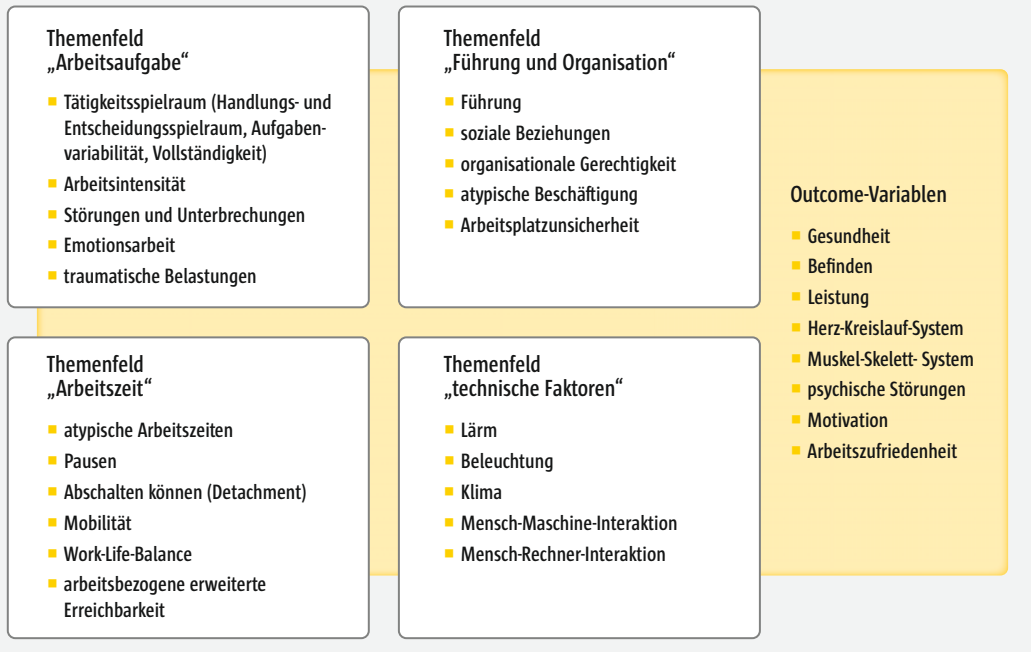 Themenfeld
„Arbeitsaufgabe“
Tätigkeitsspielraum (Handlungs- und
Entscheidungsspielraum, Aufgaben-
variabilität, Vollständigkeit)
Arbeitsintensität
Störungen und Unterbrechungen
Emotionsarbeit
traumatische Belastungen
Themenfeld
„Führung und Organisation“
Führung
soziale Beziehungen
organisationale Gerechtigkeit
atypische Beschäftigung
Arbeitsplatzunsicherheit
Themenfeld
„Arbeitszeit“
atypische Arbeitszeiten
Pausen
Abschalten können (Detachment)
Mobilität
Work-Life-Balance
arbeitsbezogene erweiterte
Erreichbarkeit
Themenfeld
„technische Faktoren“
Lärm
Beleuchtung
Klima
Mensch-Maschine-Interaktion
Mensch-Rechner-Interaktion
Outcome-Variablen
Gesundheit
Befinden
Leistung
Herz-Kreislauf-System
Muskel-Skelett- System
psychische Störungen
Motivation
Arbeitszufriedenheit